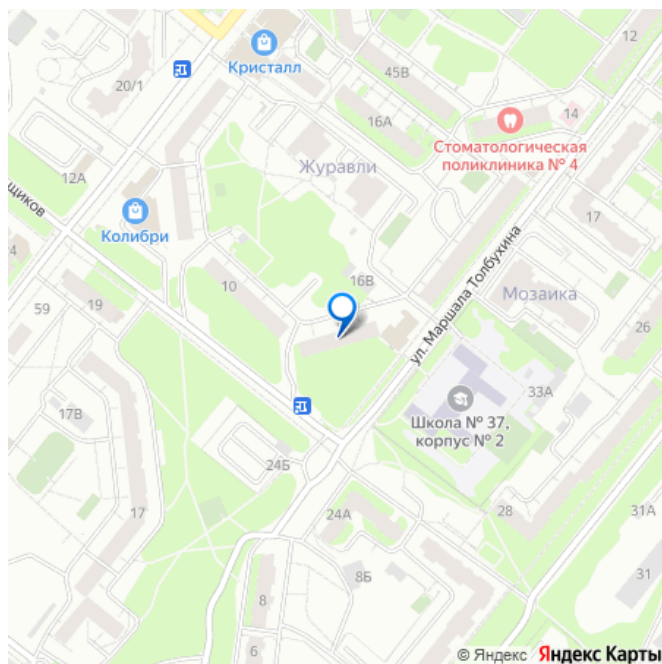 12
Кристалл
20/1
45В
14
16А
Стоматологическая
поликлиника № 4
Журавли
12А
щиков
17
Колибри
ул. Маршала Толбухина
24
10
16В
Мозаика
59
19
26
33А
Школа № 37,
корпус № 2
17В
24Б
17
24А
28
31А
8Б
31
8
6
© Яндекс Яндекс Карты